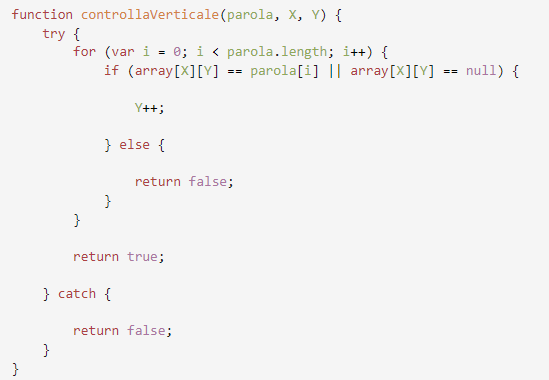 function controllaVerticale(parola, X, Y) {
    try {
        for (var i = 0; i < parola.length; i++) {
            if (array[X][Y] == parola[i] || array[X][Y] == null) {

                Y++;

            } else {

                return false;
            }
        }

        return true;

    } catch {

        return false;
    }
}